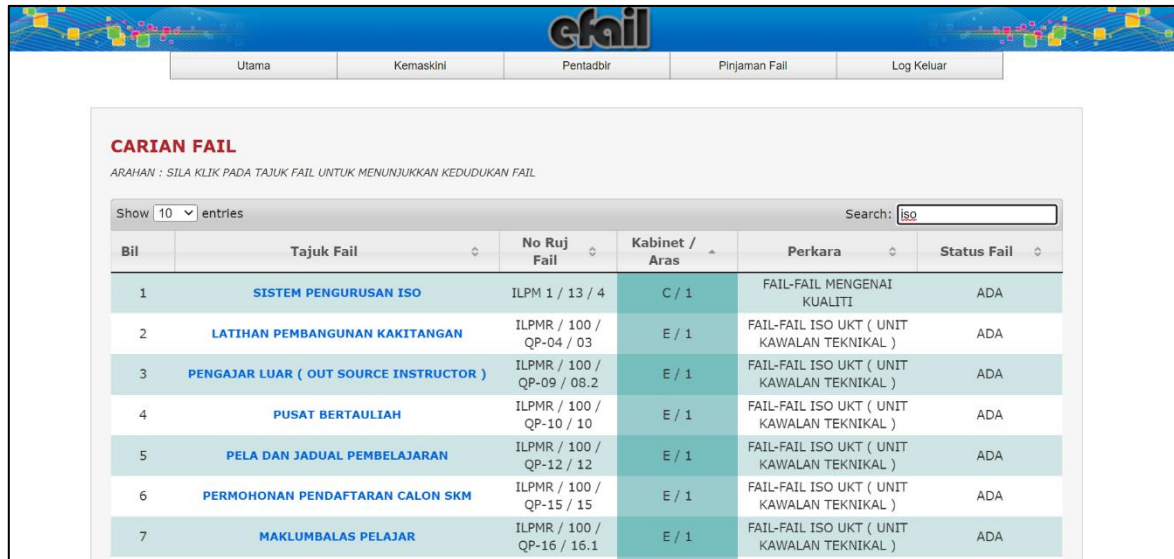 efail
Utama Kemaskini Pentadbir Pinjaman Fail Log Keluar
CARIAN FAIL
ARAHAN : SILA KLIK PADA TAJUK FAIL UNTUK MENUNJUKKAN KEDUDUKAN FAIL
Show 10 entries Search: iso
Bil Tajuk Fail No Ruj Fail Kabinet / Aras Perkara Status Fail
1 SISTEM PENGURUSAN ISO ILPM 1 / 13 / 4 C / 1 FAIL-FAIL MENGENAI KUALITI ADA
2 LATIHAN PEMBANGUNAN KAKITANGAN ILPMR / 100 / QP-04 / 03 E / 1 FAIL-FAIL ISO UKT ( UNIT KAWALAN TEKNIKAL ) ADA
3 PENGAJAR LUAR ( OUT SOURCE INSTRUCTOR ) ILPMR / 100 / QP-09 / 08.2 E / 1 FAIL-FAIL ISO UKT ( UNIT KAWALAN TEKNIKAL ) ADA
4 PUSAT BERTAULIAH ILPMR / 100 / QP-10 / 10 E / 1 FAIL-FAIL ISO UKT ( UNIT KAWALAN TEKNIKAL ) ADA
5 PELA DAN JADUAL PEMBELAJARAN ILPMR / 100 / QP-12 / 12 E / 1 FAIL-FAIL ISO UKT ( UNIT KAWALAN TEKNIKAL ) ADA
6 PERMOHONAN PENDAFTARAN CALON SKM ILPMR / 100 / QP-15 / 15 E / 1 FAIL-FAIL ISO UKT ( UNIT KAWALAN TEKNIKAL ) ADA
7 MAKLUMBALAS PELAJAR ILPMR / 100 / QP-16 / 16.1 E / 1 FAIL-FAIL ISO UKT ( UNIT KAWALAN TEKNIKAL ) ADA